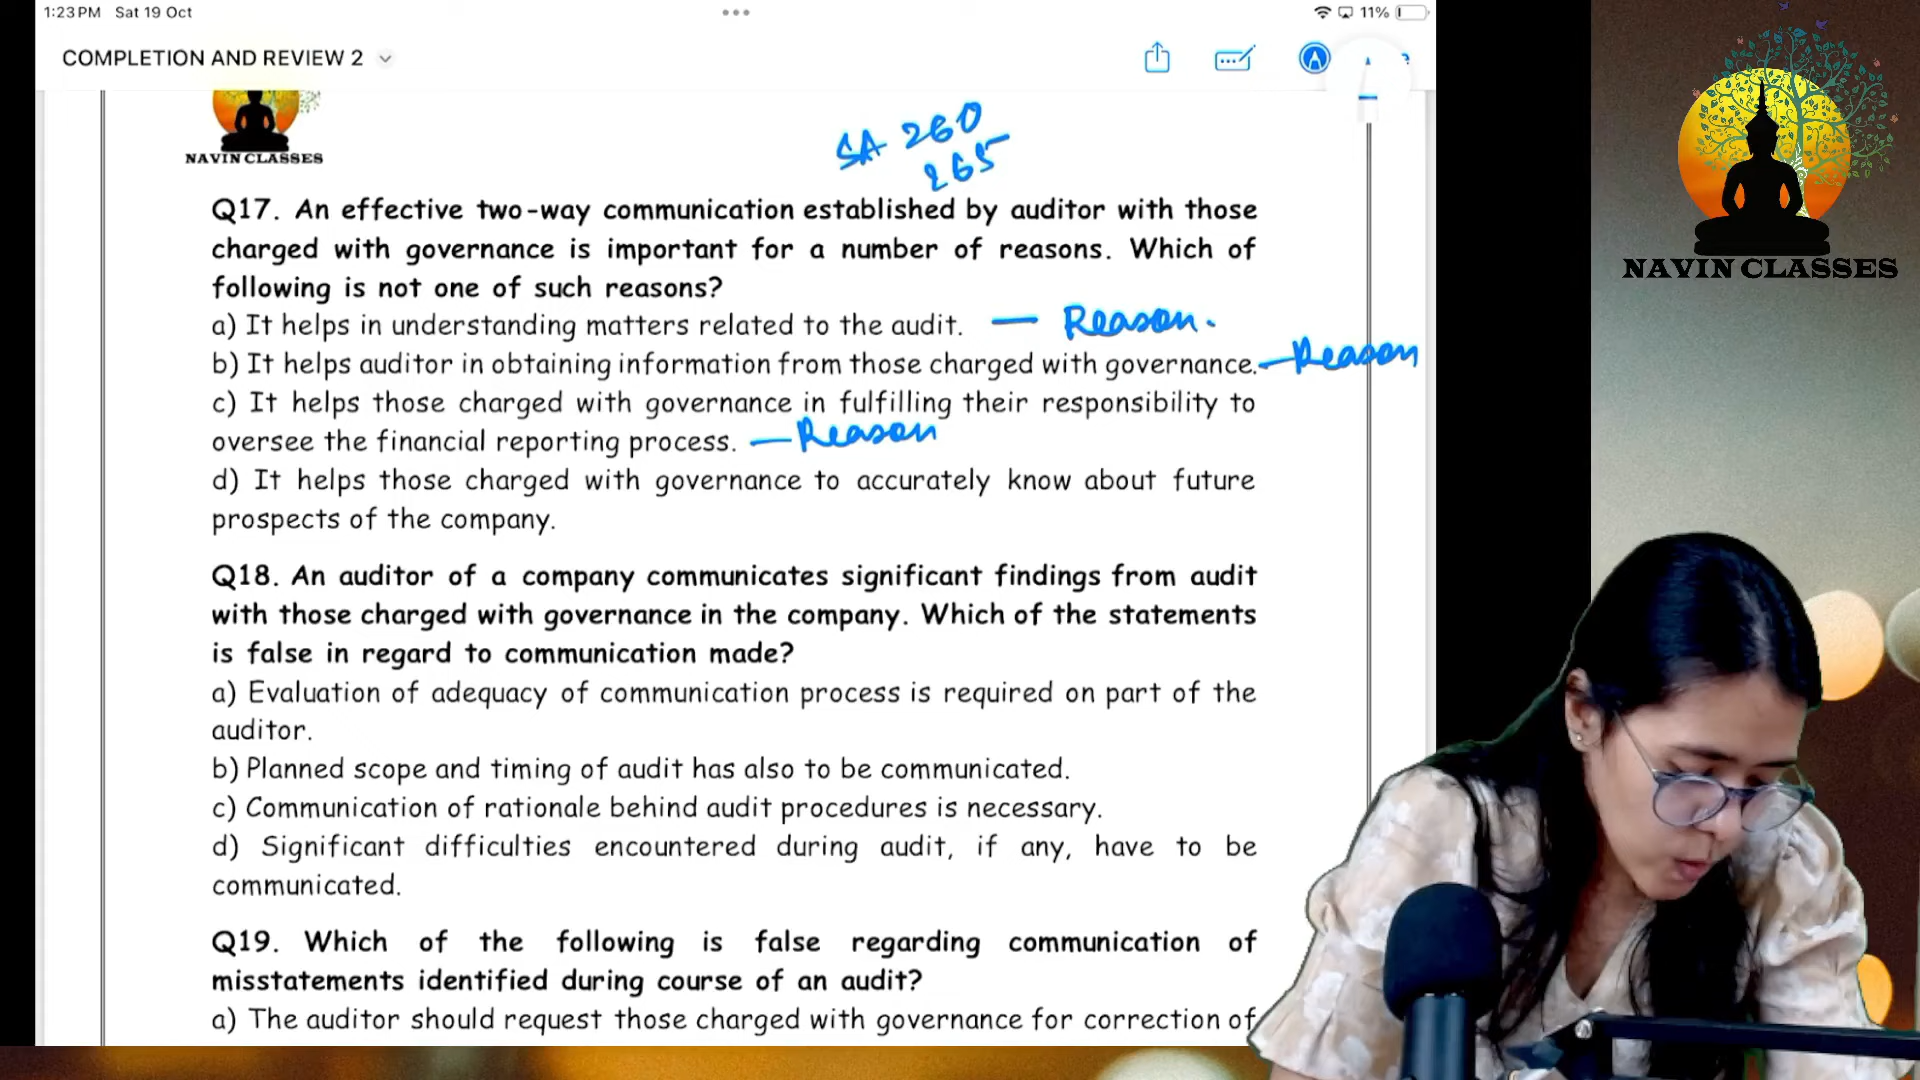 1:23 PM Sat 19 Oct
11%
COMPLETION AND REVIEW 2
NAVIN CLASSES
SA 260
265
Q17. An effective two-way communication established by auditor with those
charged with governance is important for a number of reasons. Which of
following is not one of such reasons?
a) It helps in understanding matters related to the audit. — Reason.
b) It helps auditor in obtaining information from those charged with governance. — Reason
c) It helps those charged with governance in fulfilling their responsibility to
oversee the financial reporting process. — Reason
d) It helps those charged with governance to accurately know about future
prospects of the company.
Q18. An auditor of a company communicates significant findings from audit
with those charged with governance in the company. Which of the statements
is false in regard to communication made?
a) Evaluation of adequacy of communication process is required on part of the
auditor.
b) Planned scope and timing of audit has also to be communicated.
c) Communication of rationale behind audit procedures is necessary.
d) Significant difficulties encountered during audit, if any, have to be
communicated.
Q19. Which of the following is false regarding communication of
misstatements identified during course of an audit?
a) The auditor should request those charged with governance for correction of
NAVIN CLASSES